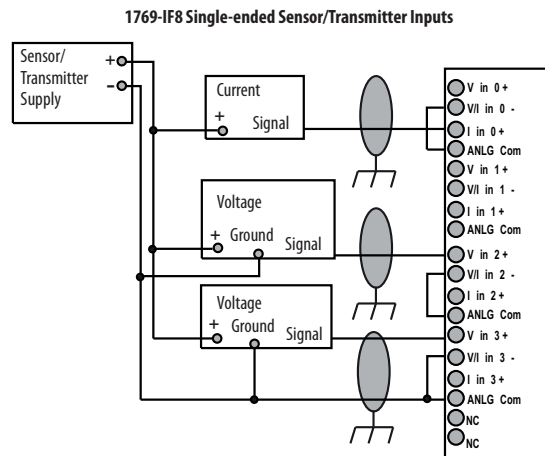 1769-IF8 Single-ended Sensor/Transmitter Inputs
Sensor/
Transmitter
Supply
+
-
Current
+
Signal
Voltage
+ Ground
Signal
Voltage
+ Ground
Signal
V in 0 +
V/I in 0 -
I in 0 +
ANLG Com
V in 1 +
V/I in 1 -
I in 1 +
ANLG Com
V in 2 +
V/I in 2 -
I in 2 +
ANLG Com
V in 3 +
V/I in 3 -
I in 3 +
ANLG Com
NC
NC